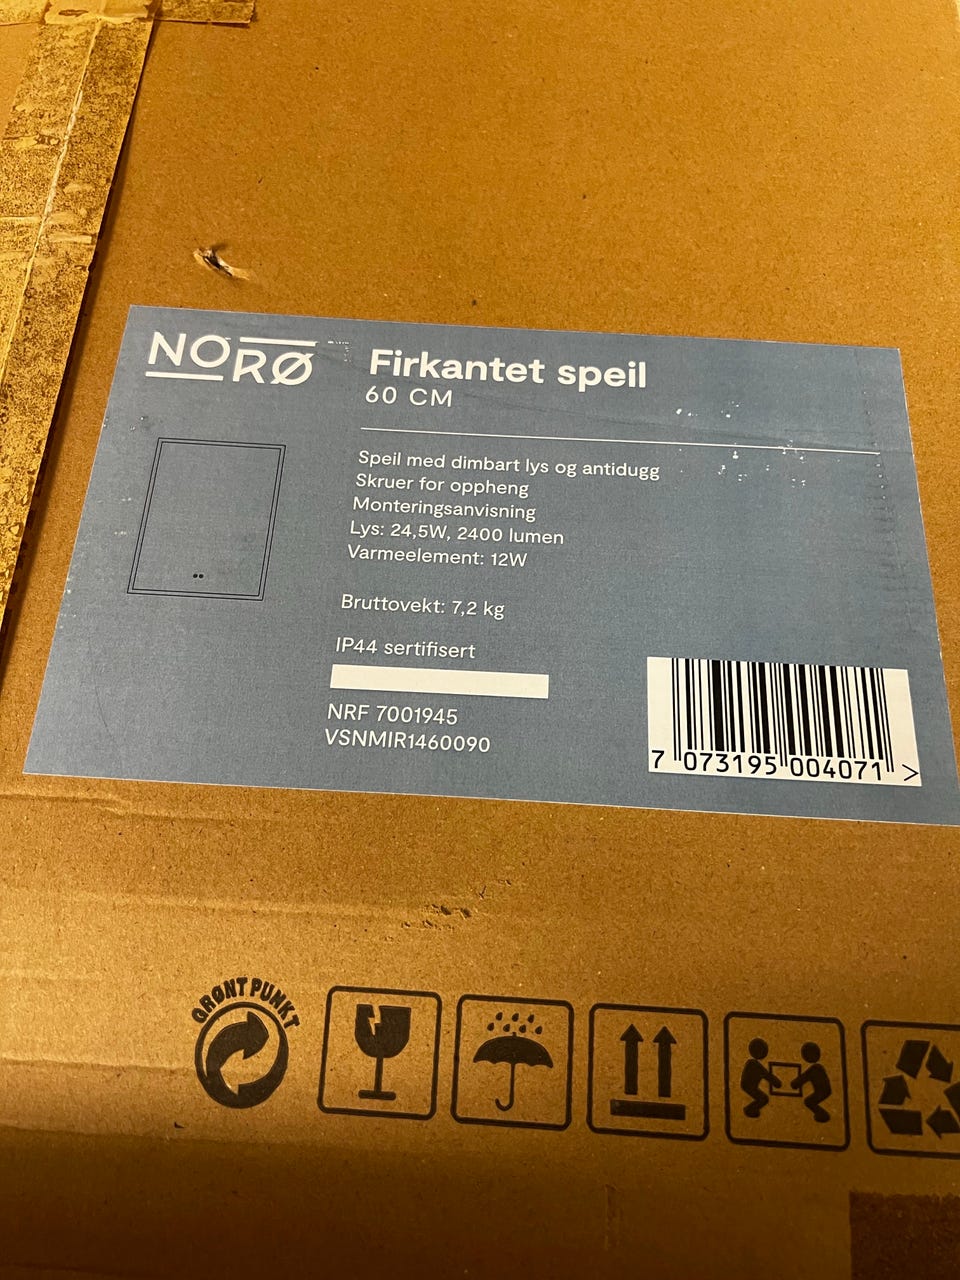 NORØ
Firkantet speil
60 CM
Speil med dimbart lys og antidugg
Skruer for oppheng
Monteringsanvisning
Lys: 24,5W, 2400 lumen
Varmeelement: 12W
Bruttovekt: 7,2 kg
IP44 sertifisert
NRF 7001945
VSNMIR1460090
7 073195 004071 >
GRØNT PUNKT